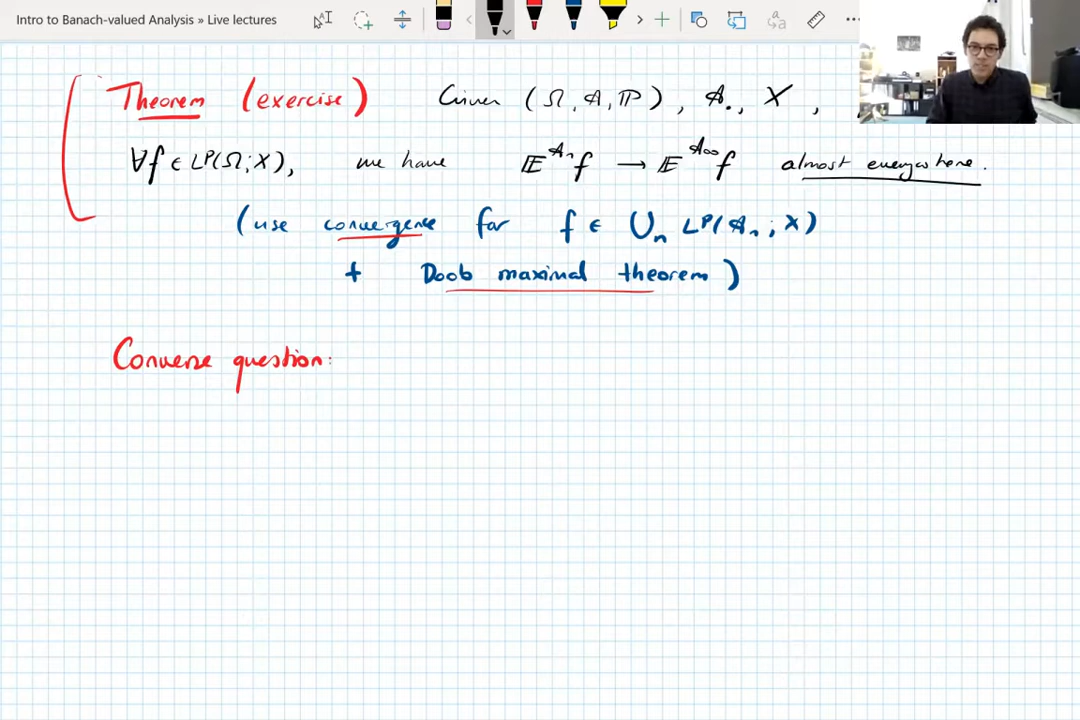 Intro to Banach-valued Analysis » Live lectures
Theorem (exercise) Given (Ω, 𝒜, ℙ), 𝒜., X,
∀f ∈ Lᵖ(Ω; X), we have 𝔼^𝒜ₙ f → 𝔼^𝒜∞ f almost everywhere.
(use convergence for f ∈ ∪ₙ Lᵖ(𝒜ₙ; X)
+ Doob maximal theorem)
Converse question: